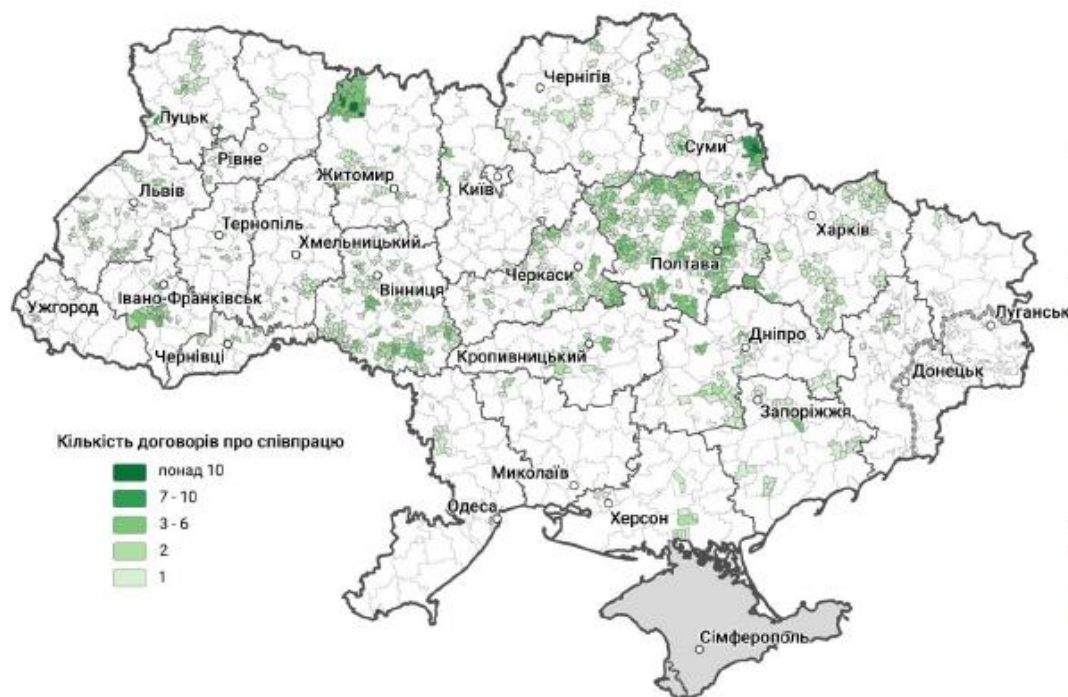 Чернігів
Луцьк
Суми
Рівне
Житомир
Київ
Львів
Харків
Тернопіль
Хмельницький
Полтава
Черкаси
Вінниця
Ужгород
Івано-Франківськ
Луганськ
Чернівці
Кропивницький
Дніпро
Донецьк
Запоріжжя
Кількість договорів про співпрацю
понад 10
7 - 10
3 - 6
2
1
Миколаїв
Одеса
Херсон
Сімферополь